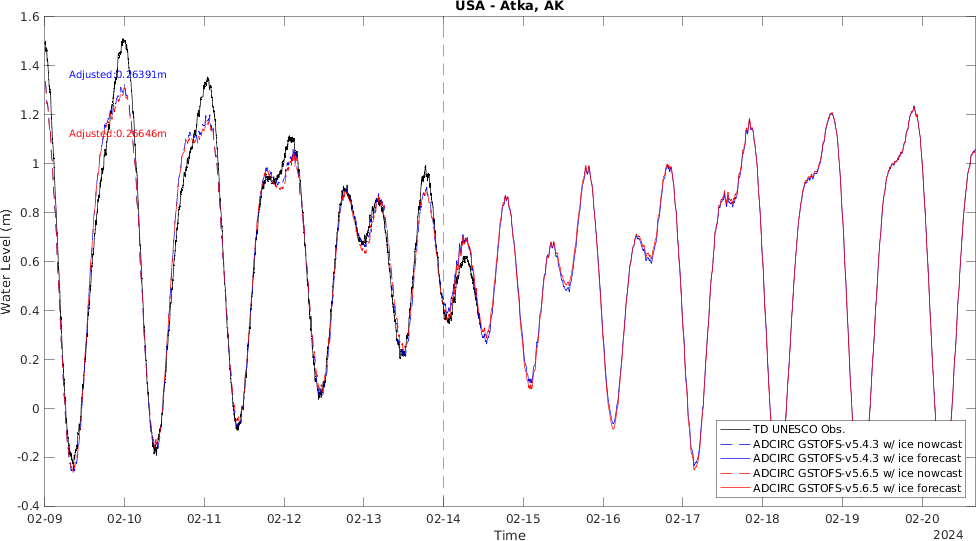 USA - Atka, AK
1.6
1.4
1.2
1
0.8
0.6
0.4
0.2
0
-0.2
-0.4
Water Level (m)
Adjusted:0.26391m
Adjusted:0.26646m
TD UNESCO Obs.
ADCIRC GSTOFS-v5.4.3 w/ ice nowcast
ADCIRC GSTOFS-v5.4.3 w/ ice forecast
ADCIRC GSTOFS-v5.6.5 w/ ice nowcast
ADCIRC GSTOFS-v5.6.5 w/ ice forecast
02-09 02-10 02-11 02-12 02-13 02-14 02-15 02-16 02-17 02-18 02-19 02-20
Time
2024